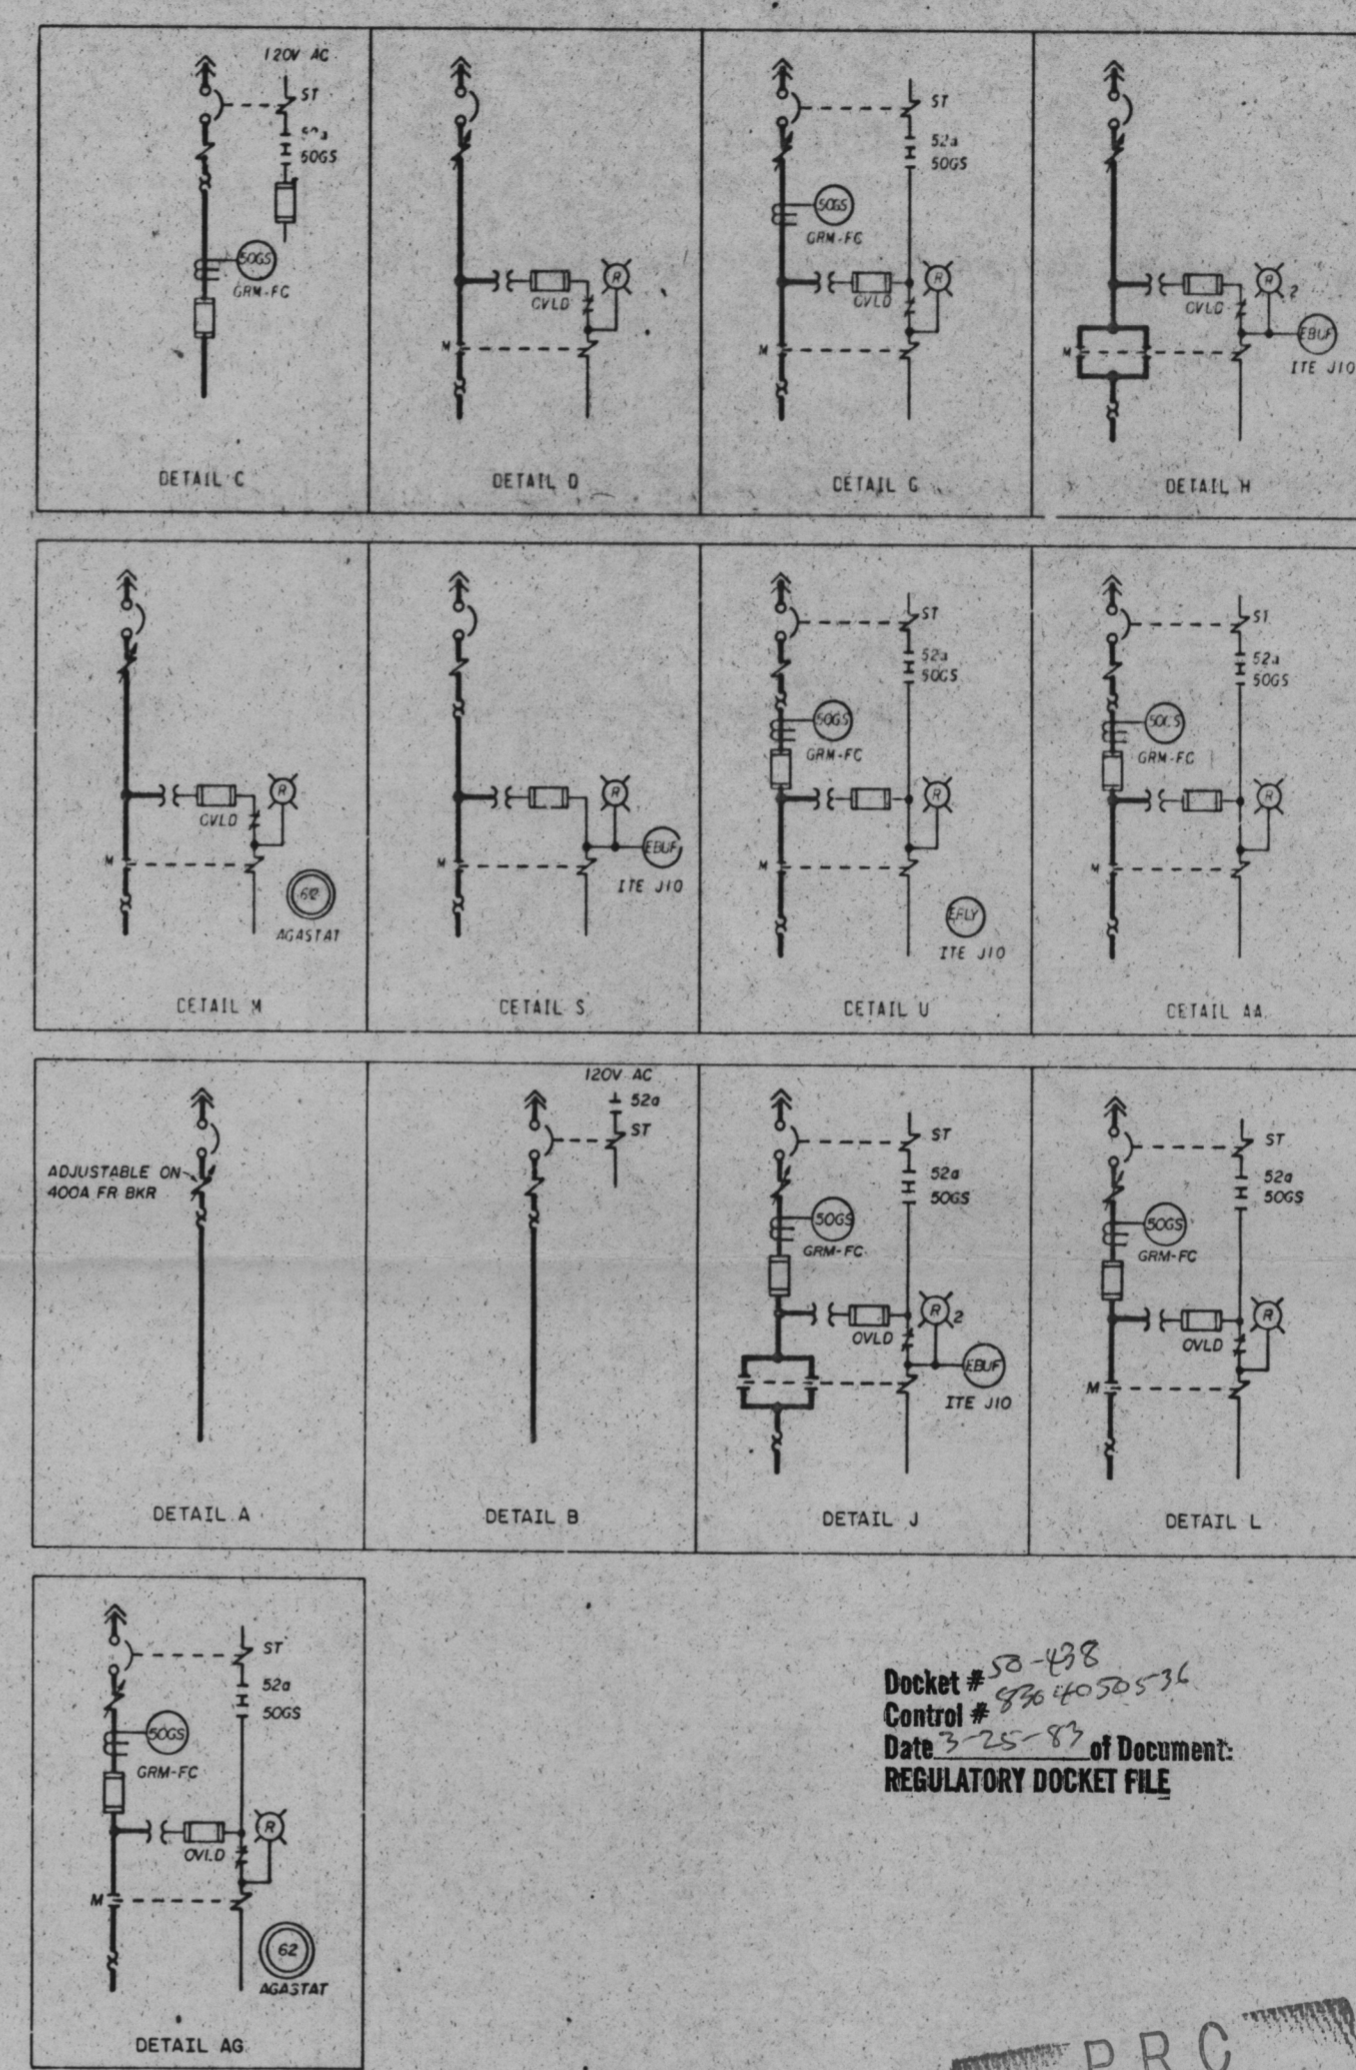 120V AC
ST
50GS
50GS
GRM-FC
DETAIL C
R
OVLD
M
DETAIL D
ST
52a
50GS
50GS
GRM-FC
R
OVLD
M
DETAIL G
R
2
OVLD
EBUF
M
ITE J10
DETAIL H
R
OVLD
M
62
AGASTAT
DETAIL M
R
EBUF
M
ITE J10
DETAIL S
ST
52a
50GS
50GS
GRM-FC
R
M
ITE J10
DETAIL U
ST
52a
50GS
50GS
GRM-FC
R
M
DETAIL AA
ADJUSTABLE ON
400A FR BKR
DETAIL A
120V AC
52a
ST
DETAIL B
ST
52a
50GS
50GS
GRM-FC
R
2
OVLD
EBUF
ITE J10
DETAIL J
ST
52a
50GS
50GS
GRM-FC
R
OVLD
M
DETAIL L
ST
52a
50GS
50GS
GRM-FC
R
OVLD
M
62
AGASTAT
DETAIL AG
Docket # 50-438
Control # 8304050536
Date 3-25-83 of Document:
REGULATORY DOCKET FILE
PRC